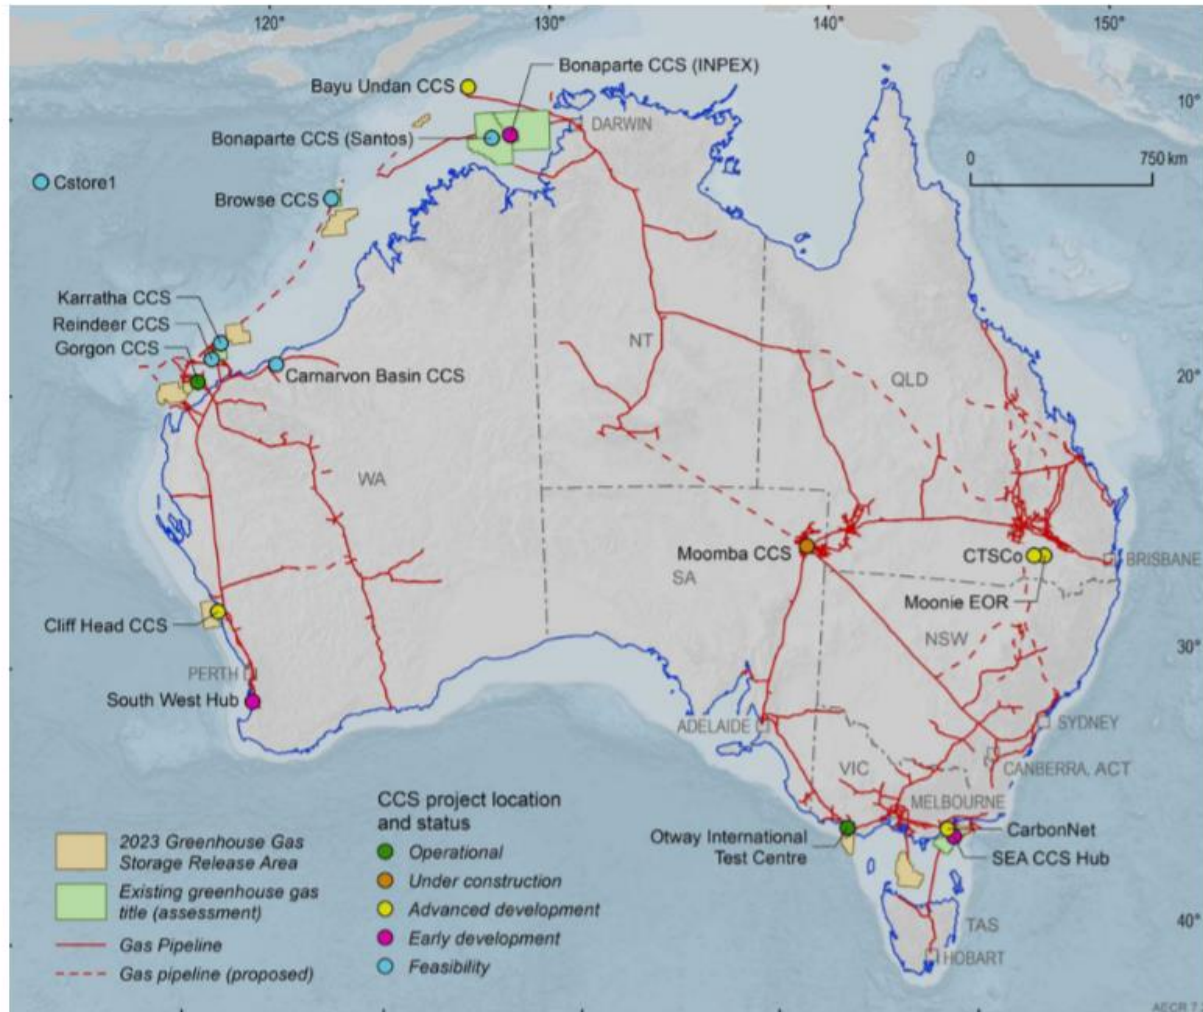 120°
130°
140°
150°
Bonaparte CCS (INPEX)
Bayu Undan CCS
10°
Bonaparte CCS (Santos)
DARWIN
0
750 km
Cstore1
Browse CCS
Karratha CCS
Reindeer CCS
Gorgon CCS
NT
Carnarvon Basin CCS
20°
QLD
WA
Moomba CCS
CTSCo
BRISBANE
SA
Moonie EOR
Cliff Head CCS
NSW
30°
PERTH
South West Hub
ADELAIDE
SYDNEY
CANBERRA, ACT
VIC
MELBOURNE
CCS project location
and status
2023 Greenhouse Gas
Storage Release Area
Operational
Otway International
Test Centre
CarbonNet
SEA CCS Hub
Under construction
Existing greenhouse gas
title (assessment)
Advanced development
40°
TAS
Gas Pipeline
Early development
HOBART
Gas pipeline (proposed)
Feasibility